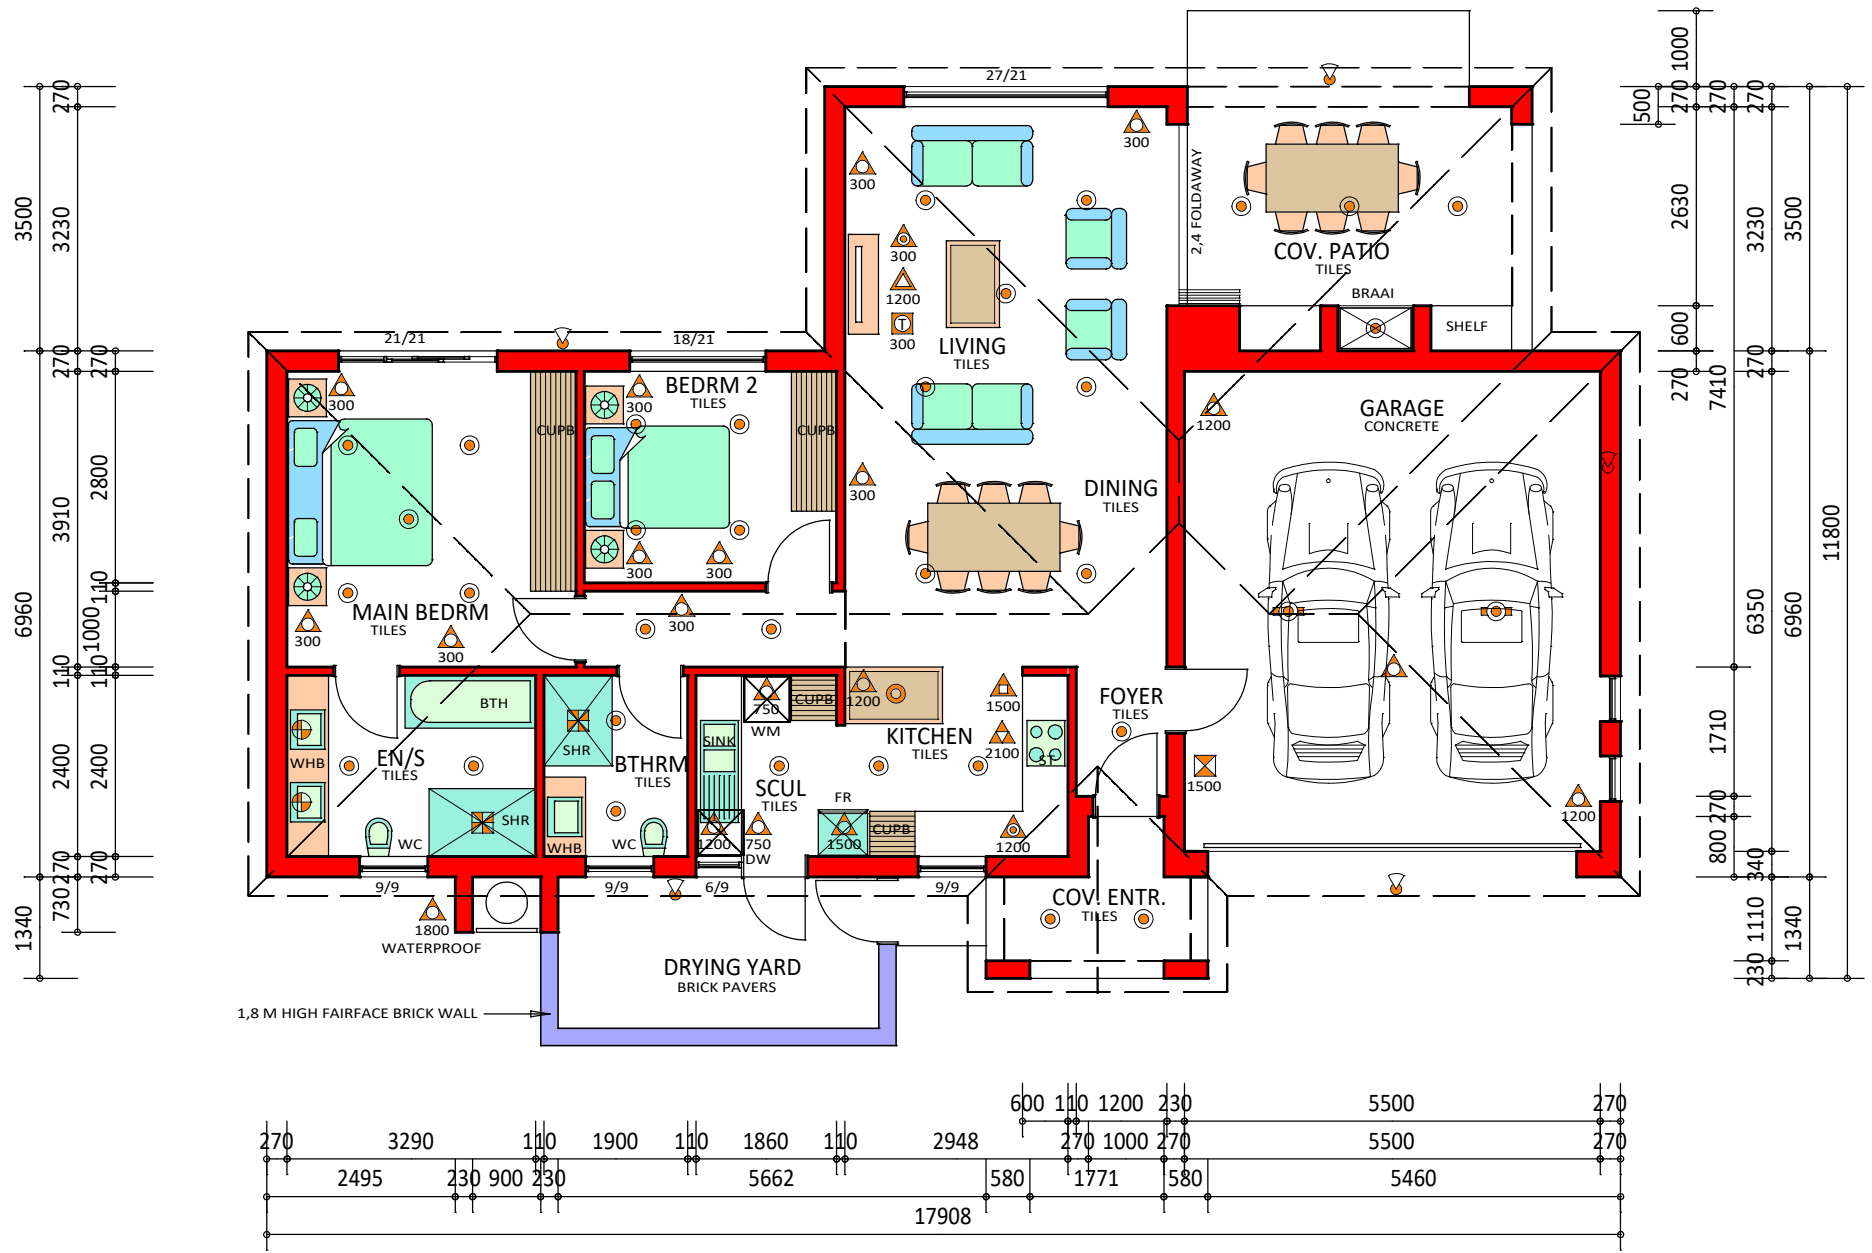 27/21
300
300
300
1200
T
300
2,4 FOLDAWAY
LIVING
TILES
COV. PATIO
TILES
BRAAI
SHELF
21/21
18/21
300
CUPB
BEDRM 2
TILES
300
CUPB
300
300
300
DINING
TILES
GARAGE
CONCRETE
1200
MAIN BEDRM
TILES
300
300
300
BTH
WHB
EN/S
TILES
SHR
WC
SHR
BTHRM
TILES
WHB
WC
750
WM
CUPB
1200
SINK
SCUL
TILES
KITCHEN
TILES
1500
2100
ST
FR
1200
750
DW
1500
CUPB
1200
FOYER
TILES
1500
1200
9/9
9/9
6/9
9/9
1800
WATERPROOF
COV. ENTR.
TILES
DRYING YARD
BRICK PAVERS
1,8 M HIGH FAIRFACE BRICK WALL
3500
6960
1340
270
3230
270
3910
110
2400
270
730
270
2800
110
1000
110
2400
270
500
1000
270
2630
600
270
270
7410
1710
270
800
270
3230
270
6350
340
1110
230
3500
6960
1340
11800
600 110 1200 230 5500 270
270 3290 110 1900 110 1860 110 2948 270 1000 270 5500 270
2495 230 900 230 5662 580 1771 580 5460
17908